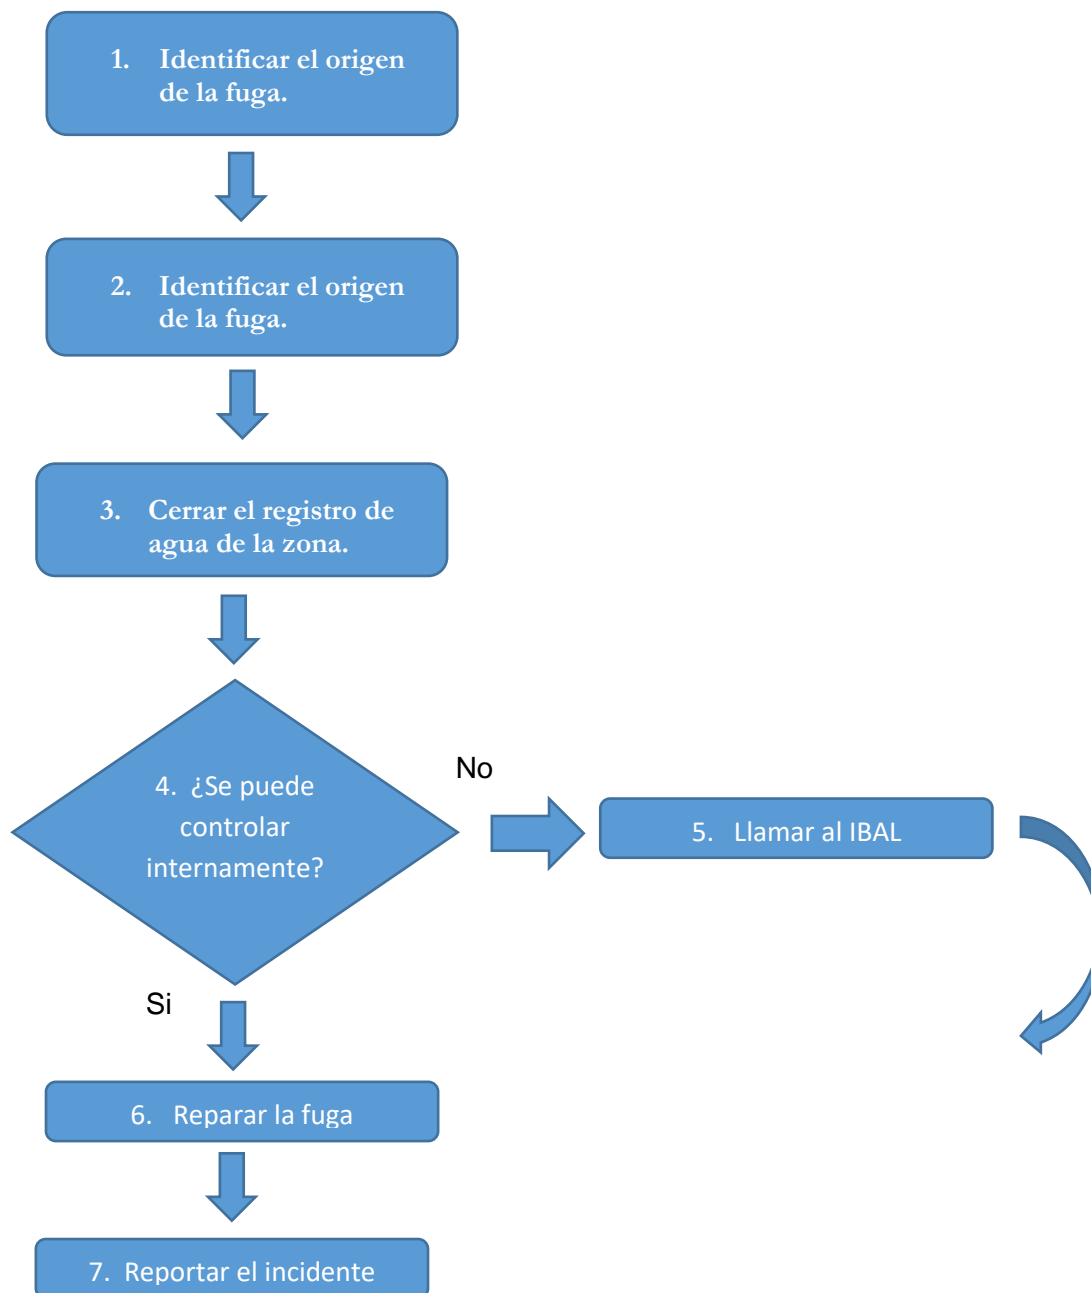 1. Identificar el origen
de la fuga.
2. Identificar el origen
de la fuga.
3. Cerrar el registro de
agua de la zona.
4. ¿Se puede
controlar
internamente?
No
5. Llamar al IBAL
Si
6. Reparar la fuga
7. Reportar el incidente